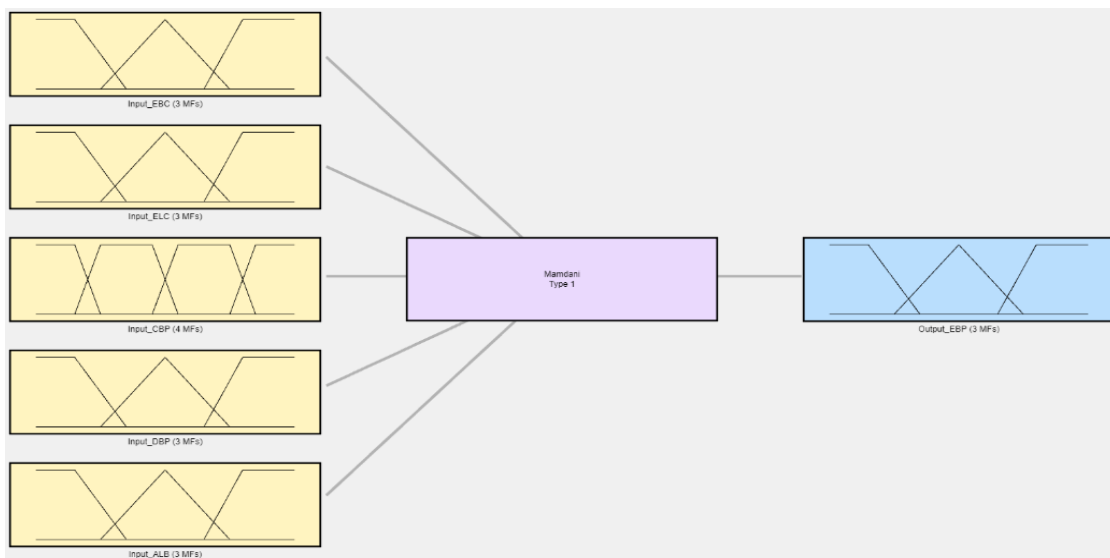 Input_EBC (3 MFs)
Input_ELC (3 MFs)
Input_CBP (4 MFs)
Input_DBP (3 MFs)
Input_ALB (3 MFs)
Mamdani
Type 1
Output_EBP (3 MFs)